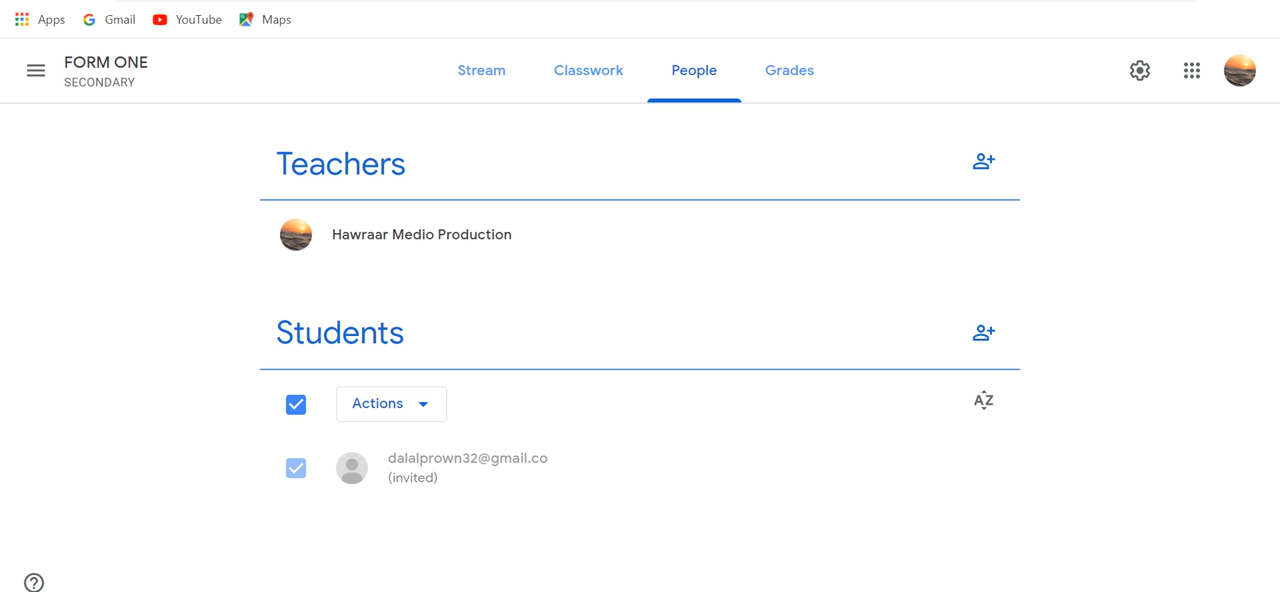 Apps Gmail YouTube Maps
FORM ONE
SECONDARY
Stream Classwork People Grades
Teachers
Hawraar Medio Production
Students
Actions
AZ
dalalprown32@gmail.co
(invited)